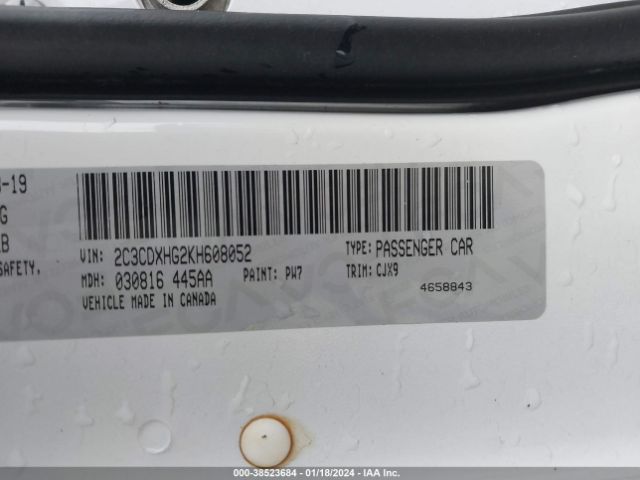 -19
G
LB
SAFETY,
VIN: 2C3CDXHG2KH608052 TYPE: PASSENGER CAR
MDH: 030816 445AA PAINT: PW7 TRIM: CJX9
VEHICLE MADE IN CANADA
4658843
000-38523684 | 01/18/2024 - IAA Inc.